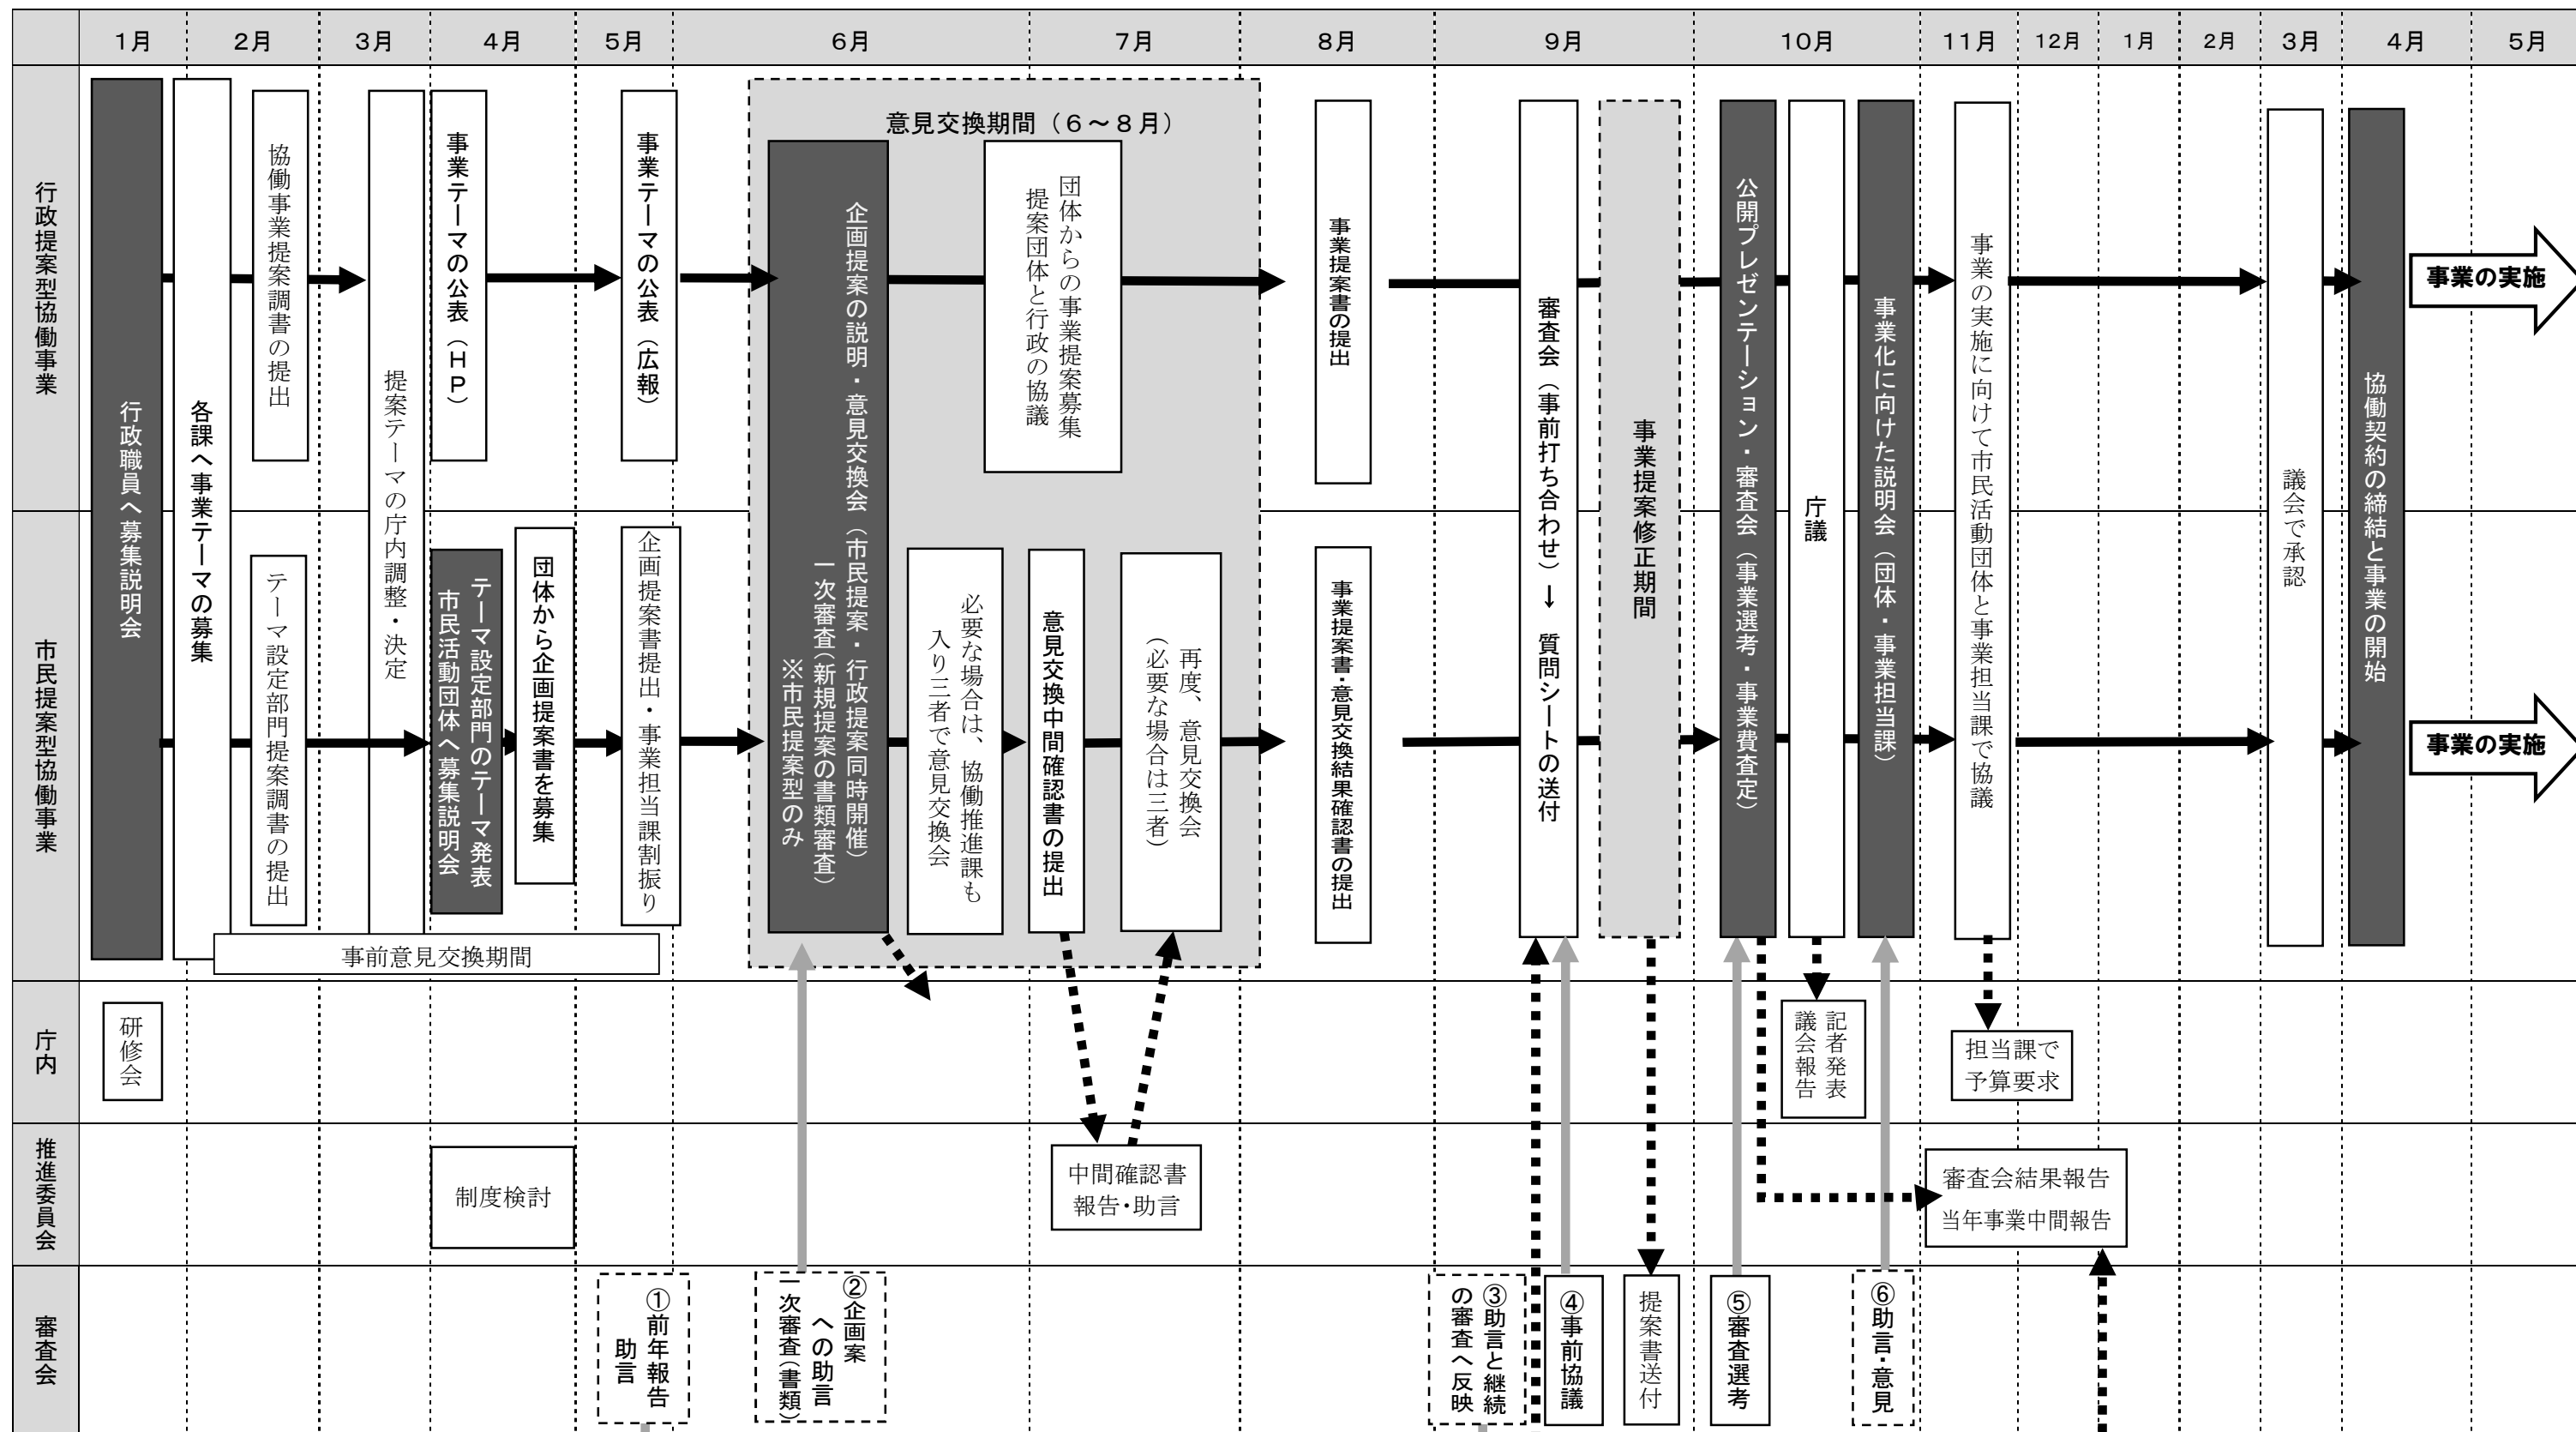 1月
2月
3月
4月
5月
6月
7月
8月
9月
10月
11月
12月
1月
2月
3月
4月
5月
行政提案型協働事業
行政職員へ募集説明会
各課へ事業テーマの募集
協働事業提案調書の提出
提案テーマの庁内調整・決定
事業テーマの公表（ＨＰ）
事業テーマの公表（広報）
意見交換期間（６～８月）
企画提案の説明・意見交換会（市民提案・行政提案同時開催）
一次審査（新規提案の書類審査）
※市民提案型のみ
団体からの事業提案募集
提案団体と行政の協議
事業提案書の提出
審査会（事前打ち合わせ）→ 質問シートの送付
事業提案修正期間
公開プレゼンテーション・審査会（事業選考・事業費査定）
庁議
事業化に向けた説明会（団体・事業担当課）
事業の実施に向けて市民活動団体と事業担当課で協議
議会で承認
協働契約の締結と事業の開始
事業の実施
市民提案型協働事業
テーマ設定部門提案調書の提出
テーマ設定部門のテーマ発表
市民活動団体へ募集説明会
団体から企画提案書を募集
企画提案書提出・事業担当課割振り
必要な場合は、協働推進課も
入り三者で意見交換会
意見交換中間確認書の提出
再度、意見交換会
（必要な場合は三者）
事業提案書・意見交換結果確認書の提出
事業の実施
事前意見交換期間
庁内
研修会
記者発表
議会報告
担当課で
予算要求
推進委員会
制度検討
中間確認書
報告・助言
審査会結果報告
当年事業中間報告
審査会
①前年報告
助言
②企画案
への助言
一次審査（書類）
③助言と継続
の審査へ反映
④事前協議
提案書送付
⑤審査選考
⑥助言・意見